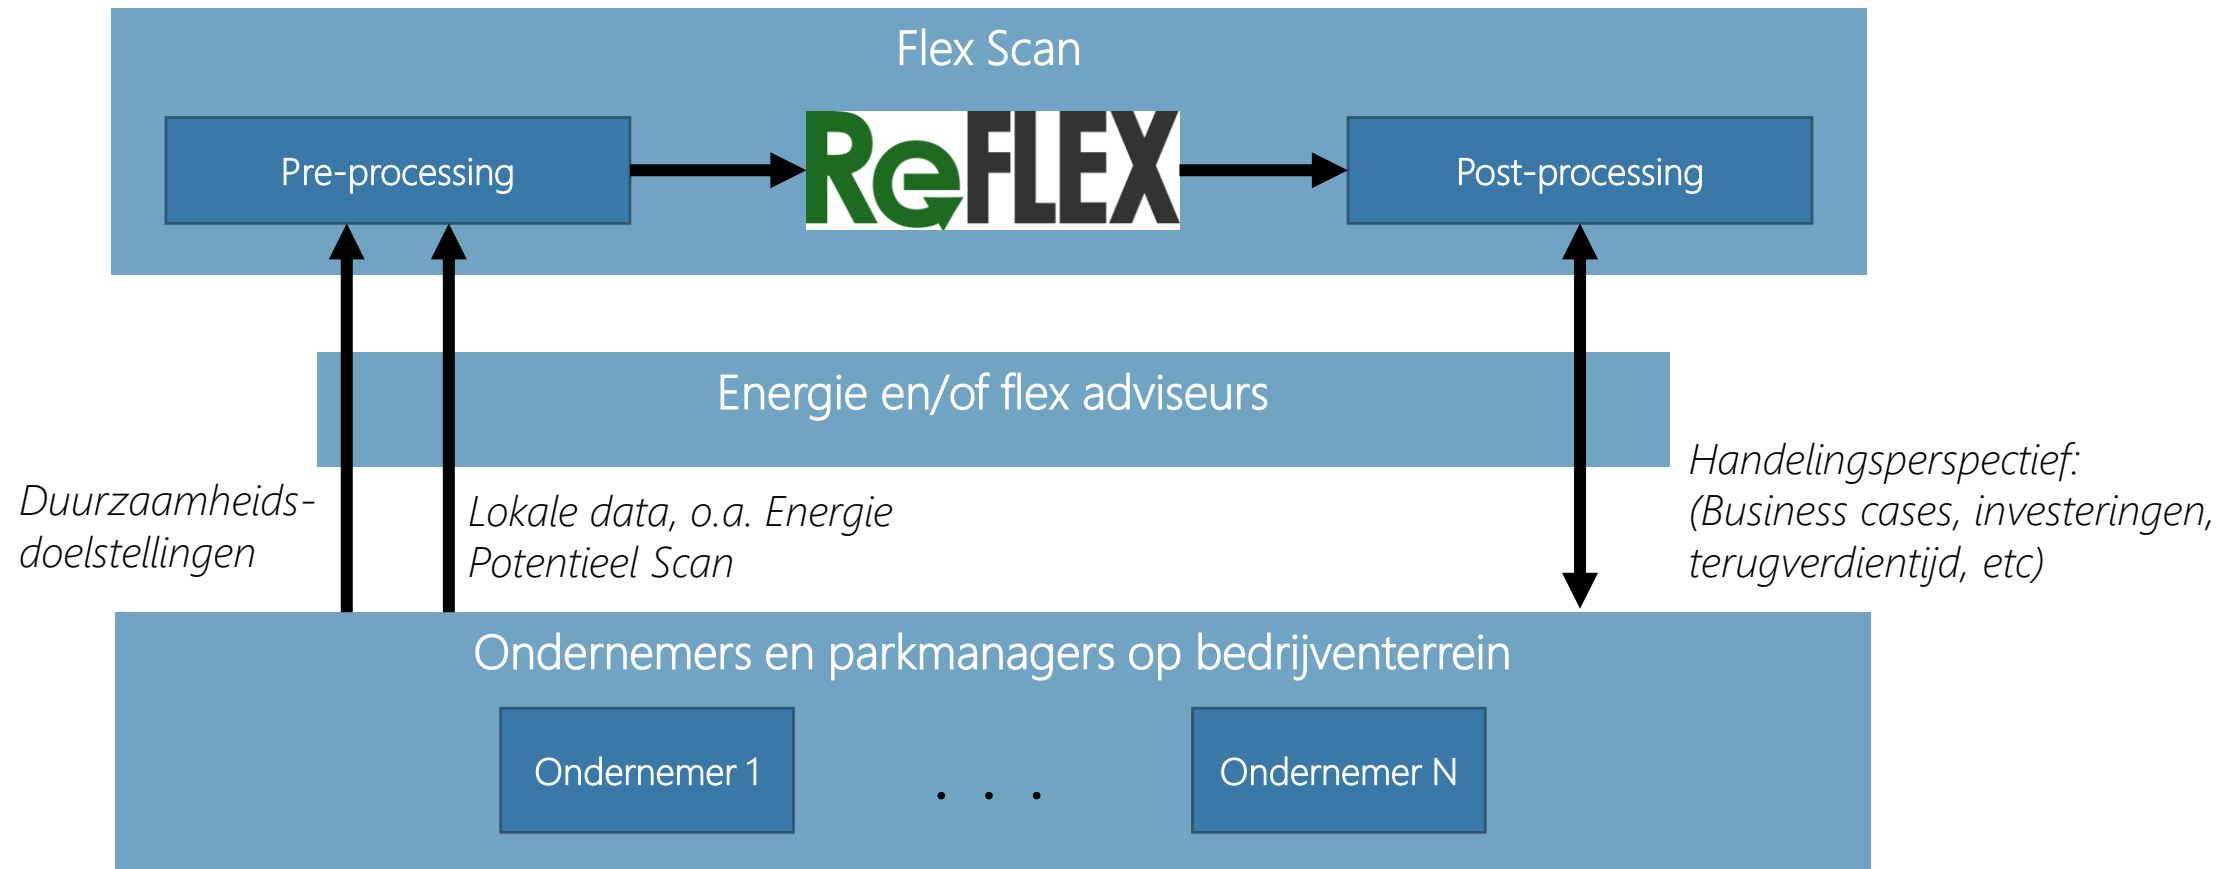 Flex Scan
Pre-processing
ReFLEX
Post-processing
Energie en/of flex adviseurs
Duurzaamheids-
doelstellingen
Lokale data, o.a. Energie
Potentieel Scan
Handelingsperspectief:
(Business cases, investeringen,
terugverdientijd, etc)
Ondernemers en parkmanagers op bedrijventerrein
Ondernemer 1
. . .
Ondernemer N